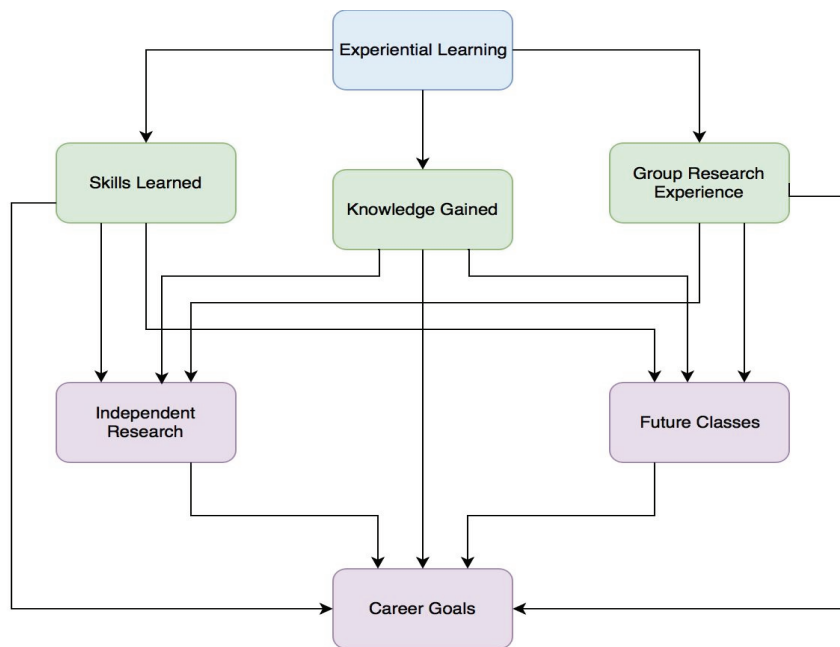 Experiential Learning
Skills Learned
Knowledge Gained
Group Research
Experience
Independent
Research
Future Classes
Career Goals